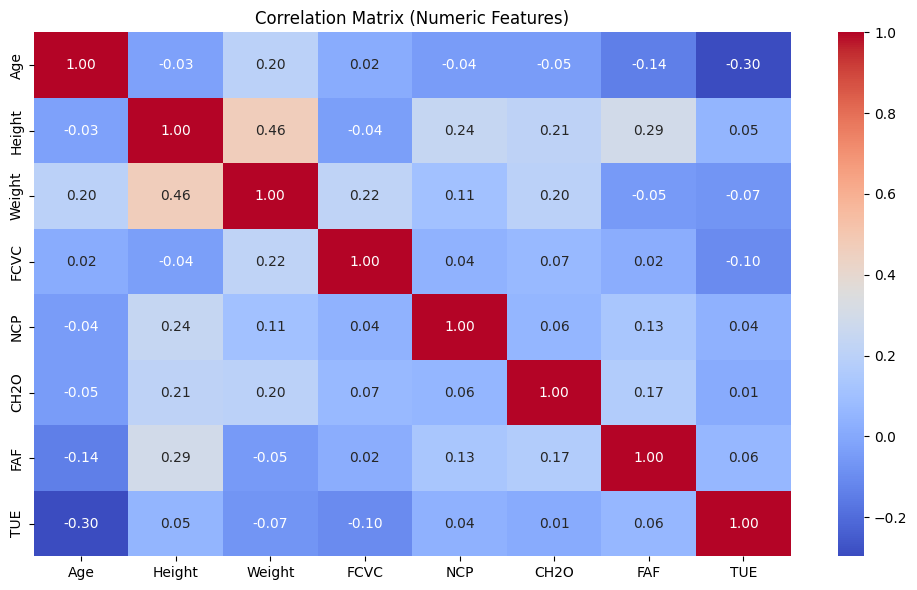 Correlation Matrix (Numeric Features)
Age 1.00 -0.03 0.20 0.02 -0.04 -0.05 -0.14 -0.30
Height -0.03 1.00 0.46 -0.04 0.24 0.21 0.29 0.05
Weight 0.20 0.46 1.00 0.22 0.11 0.20 -0.05 -0.07
FCVC 0.02 -0.04 0.22 1.00 0.04 0.07 0.02 -0.10
NCP -0.04 0.24 0.11 0.04 1.00 0.06 0.13 0.04
CH2O -0.05 0.21 0.20 0.07 0.06 1.00 0.17 0.01
FAF -0.14 0.29 -0.05 0.02 0.13 0.17 1.00 0.06
TUE -0.30 0.05 -0.07 -0.10 0.04 0.01 0.06 1.00
Age Height Weight FCVC NCP CH2O FAF TUE
1.0
0.8
0.6
0.4
0.2
0.0
−0.2